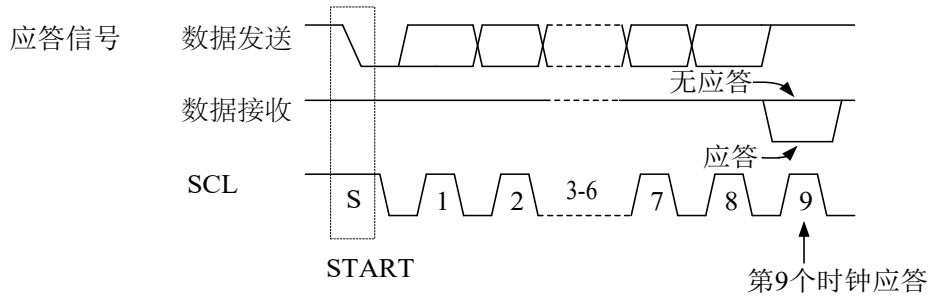 应答信号
数据发送
无应答
数据接收
应答
SCL
S
1
2
3-6
7
8
9
START
第9个时钟应答